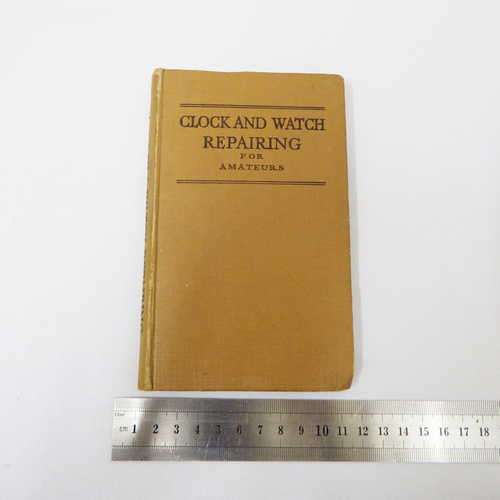 CLOCK AND WATCH
REPAIRING
FOR
AMATEURS
cm 1 2 3 4 5 6 7 8 9 10 11 12 13 14 15 16 17 18